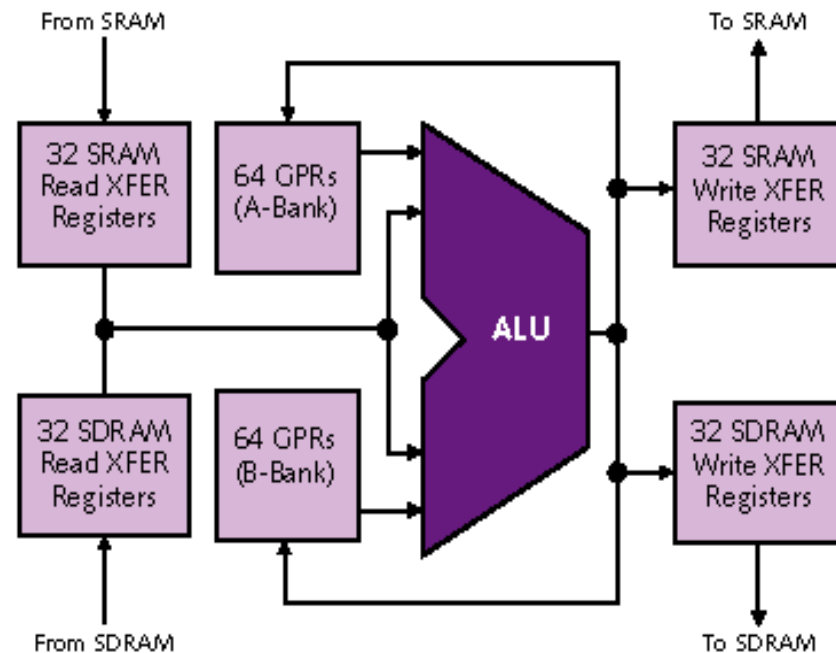 From SRAM
To SRAM
32 SRAM
Read XFER
Registers
64 GPRs
(A-Bank)
32 SRAM
Write XFER
Registers
ALU
32 SDRAM
Read XFER
Registers
64 GPRs
(B-Bank)
32 SDRAM
Write XFER
Registers
From SDRAM
To SDRAM